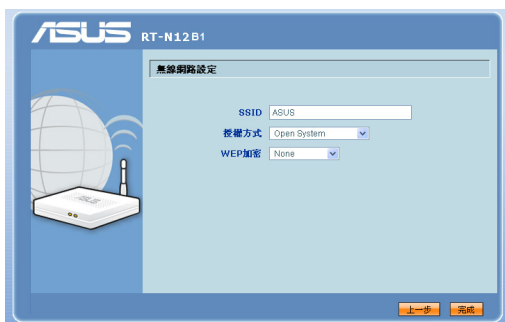 ASUS RT-N12B1
無線網路設定
SSID ASUS
授權方式 Open System
WEP加密 None
上一步 完成